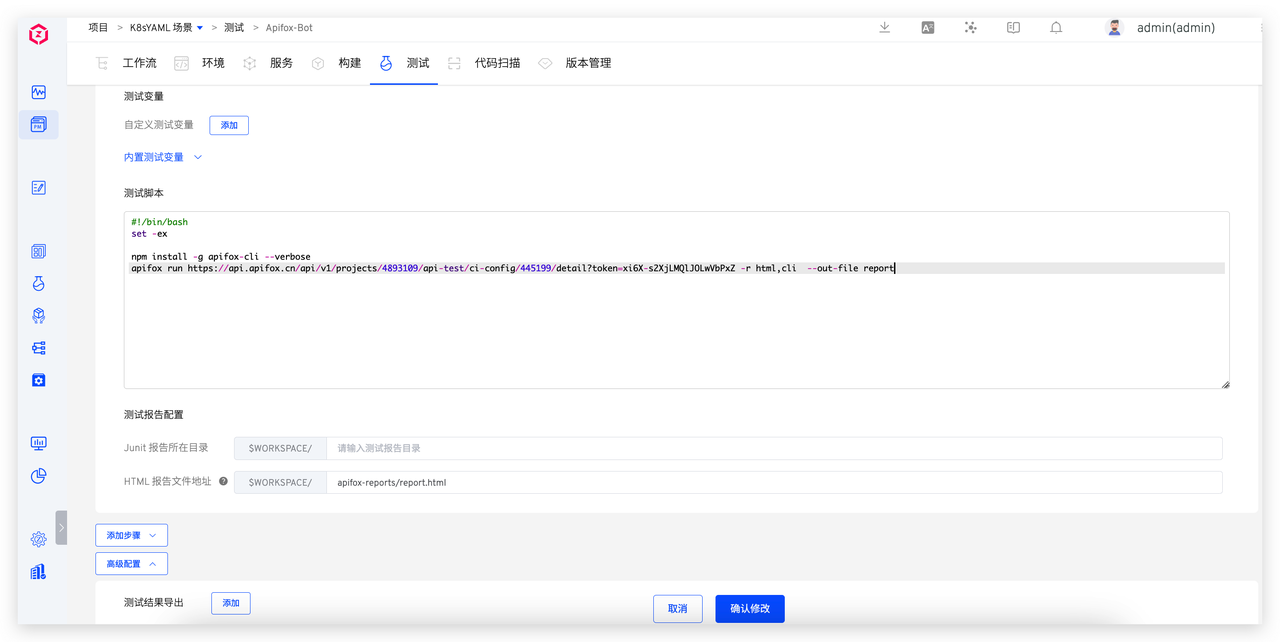 项目 > K8sYAML 场景 > 测试 > Apifox-Bot
admin(admin)
工作流 环境 服务 构建 测试 代码扫描 版本管理
测试变量
自定义测试变量 添加
内置测试变量
测试脚本
#!/bin/bash
set -ex
npm install -g apifox-cli --verbose
apifox run https://api.apifox.cn/api/v1/projects/4893109/api-test/ci-config/445199/detail?token=xi6X-s2XjLMQlJOLwVbPxZ -r html,cli --out-file report
测试报告配置
Junit 报告所在目录 $WORKSPACE/ 请输入测试报告目录
HTML 报告文件地址 $WORKSPACE/ apifox-reports/report.html
添加步骤
高级配置
测试结果导出 添加
取消 确认修改